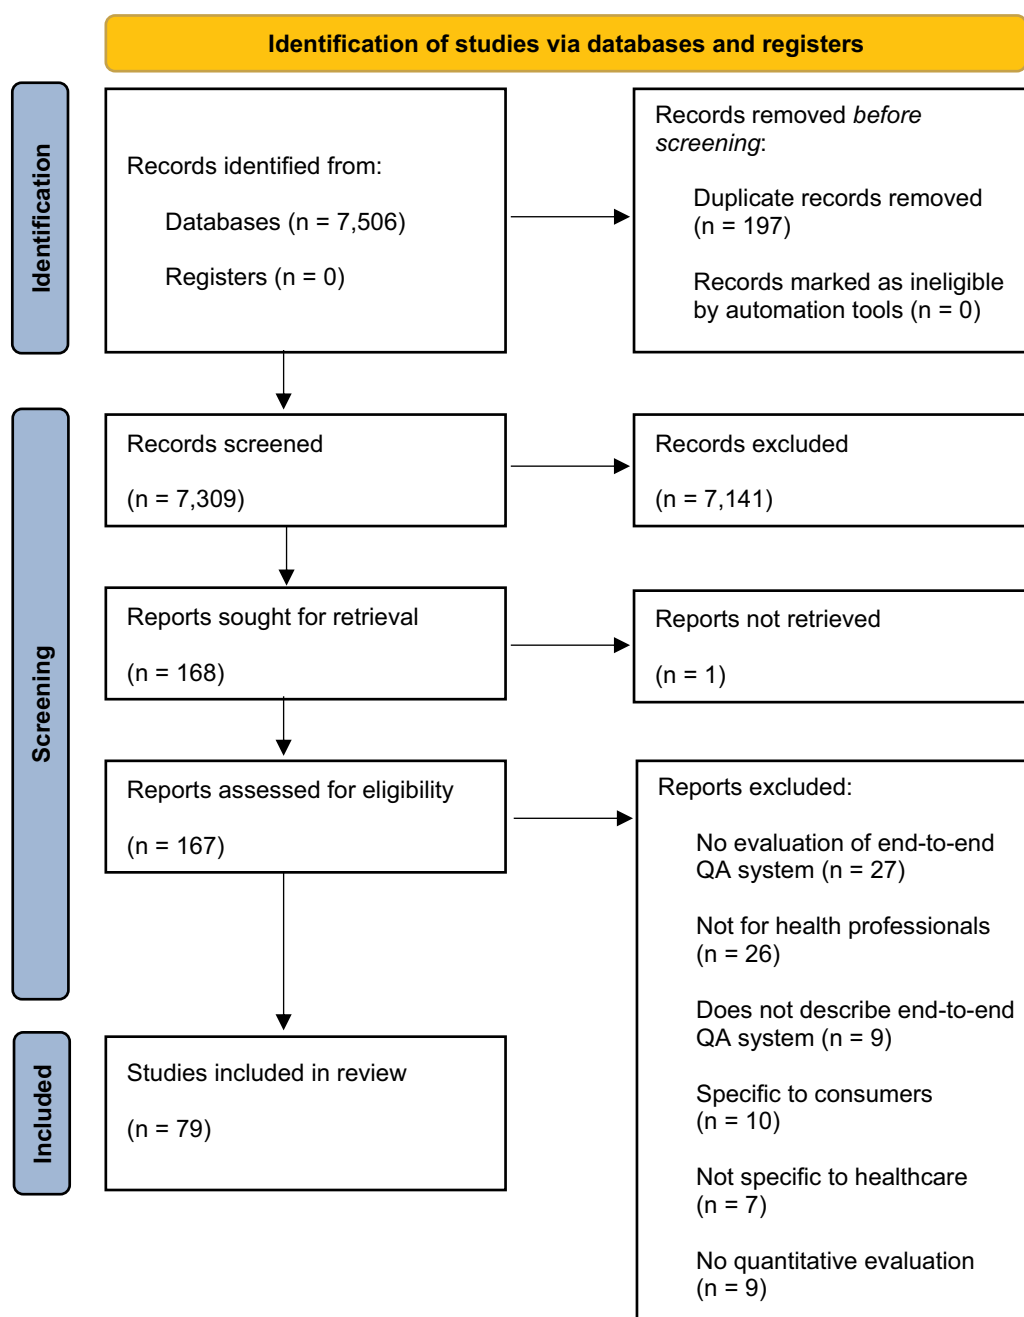 Identification of studies via databases and registers
Identification
Records identified from:
Databases (n = 7,506)
Registers (n = 0)
Records removed before
screening:
Duplicate records removed
(n = 197)
Records marked as ineligible
by automation tools (n = 0)
Screening
Records screened
(n = 7,309)
Records excluded
(n = 7,141)
Reports sought for retrieval
(n = 168)
Reports not retrieved
(n = 1)
Reports assessed for eligibility
(n = 167)
Reports excluded:
No evaluation of end-to-end
QA system (n = 27)
Not for health professionals
(n = 26)
Does not describe end-to-end
QA system (n = 9)
Specific to consumers
(n = 10)
Not specific to healthcare
(n = 7)
No quantitative evaluation
(n = 9)
Included
Studies included in review
(n = 79)